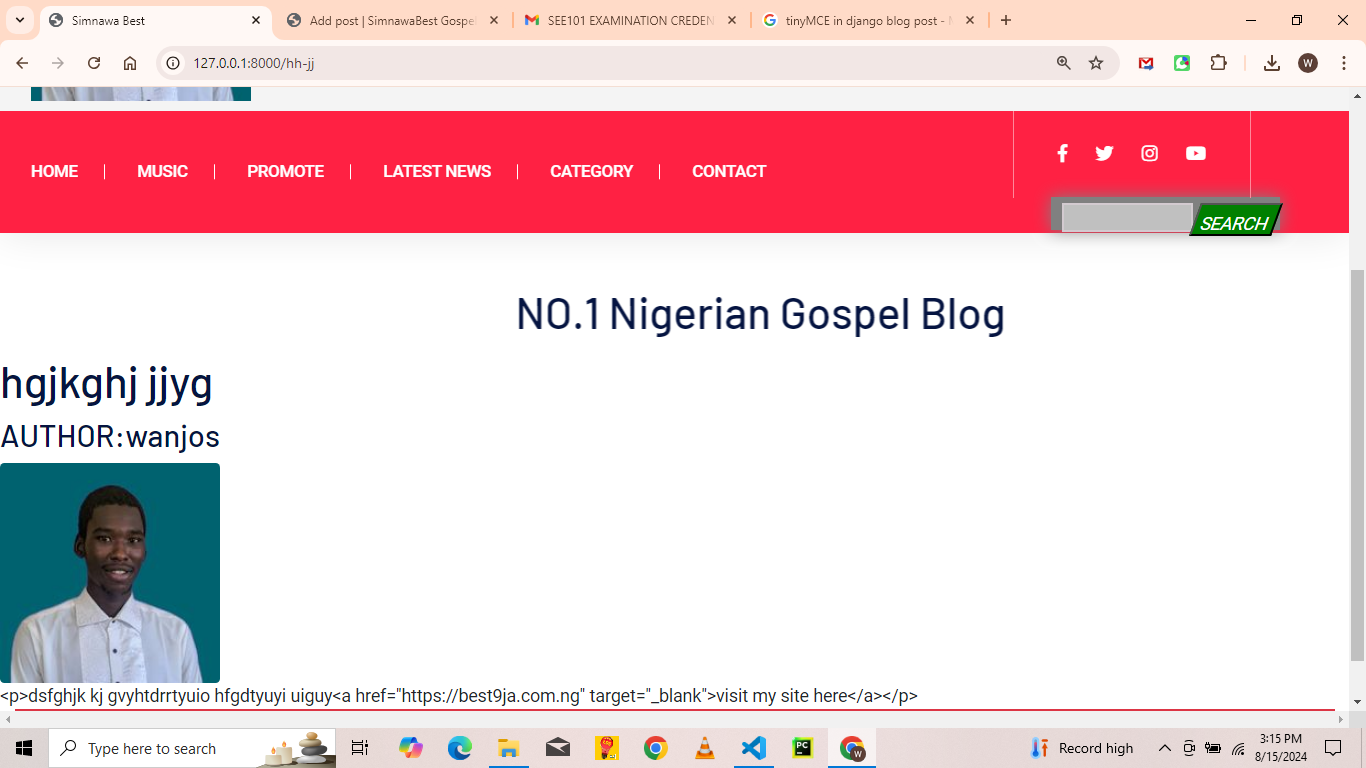 Simnawa Best
Add post | SimnawaBest Gospel
SEE101 EXAMINATION CREDEN
tinyMCE in django blog post -
127.0.0.1:8000/hh-jj
W
HOME
MUSIC
PROMOTE
LATEST NEWS
CATEGORY
CONTACT
SEARCH
NO.1 Nigerian Gospel Blog
hgjkghj jjyg
AUTHOR:wanjos
<p>dsfghjk kj gvyhtdrrtyuio hfgdtyuyi uiguy<a href="https://best9ja.com.ng" target="_blank">visit my site here</a></p>
Type here to search
PC
W
Record high
3:15 PM
8/15/2024